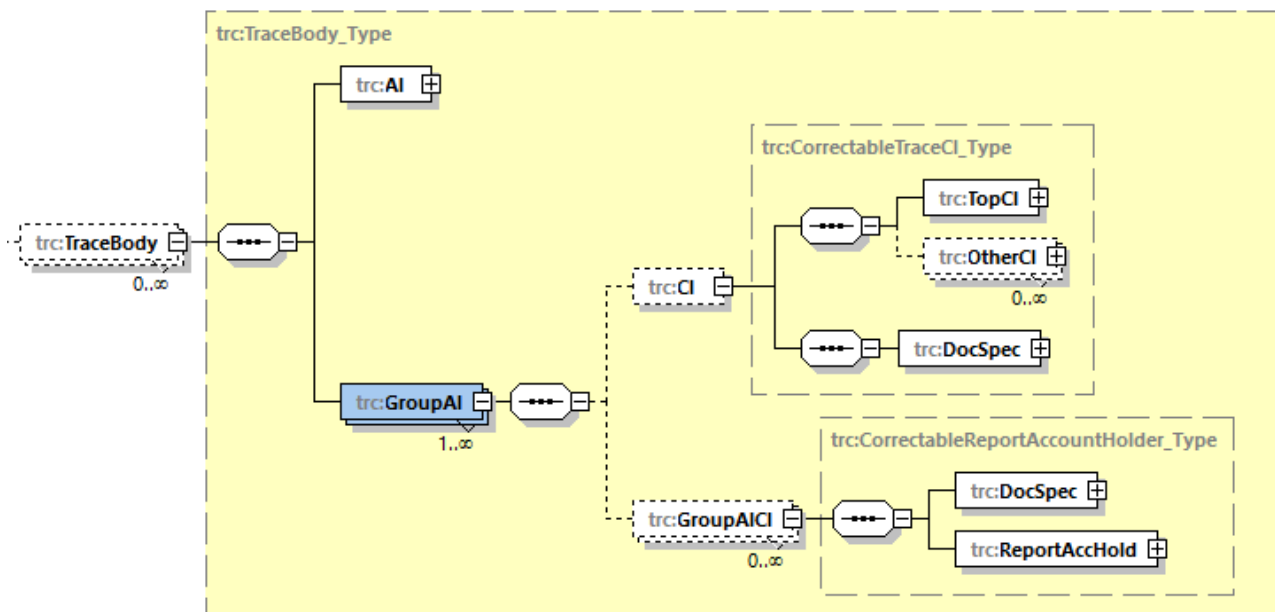 trc:TraceBody_Type
trc:AI
trc:CorrectableTraceCI_Type
trc:TopCI
trc:TraceBody
0..∞
trc:OtherCI
0..∞
trc:CI
trc:DocSpec
trc:GroupAI
1..∞
trc:CorrectableReportAccountHolder_Type
trc:DocSpec
trc:GroupAICI
0..∞
trc:ReportAccHold